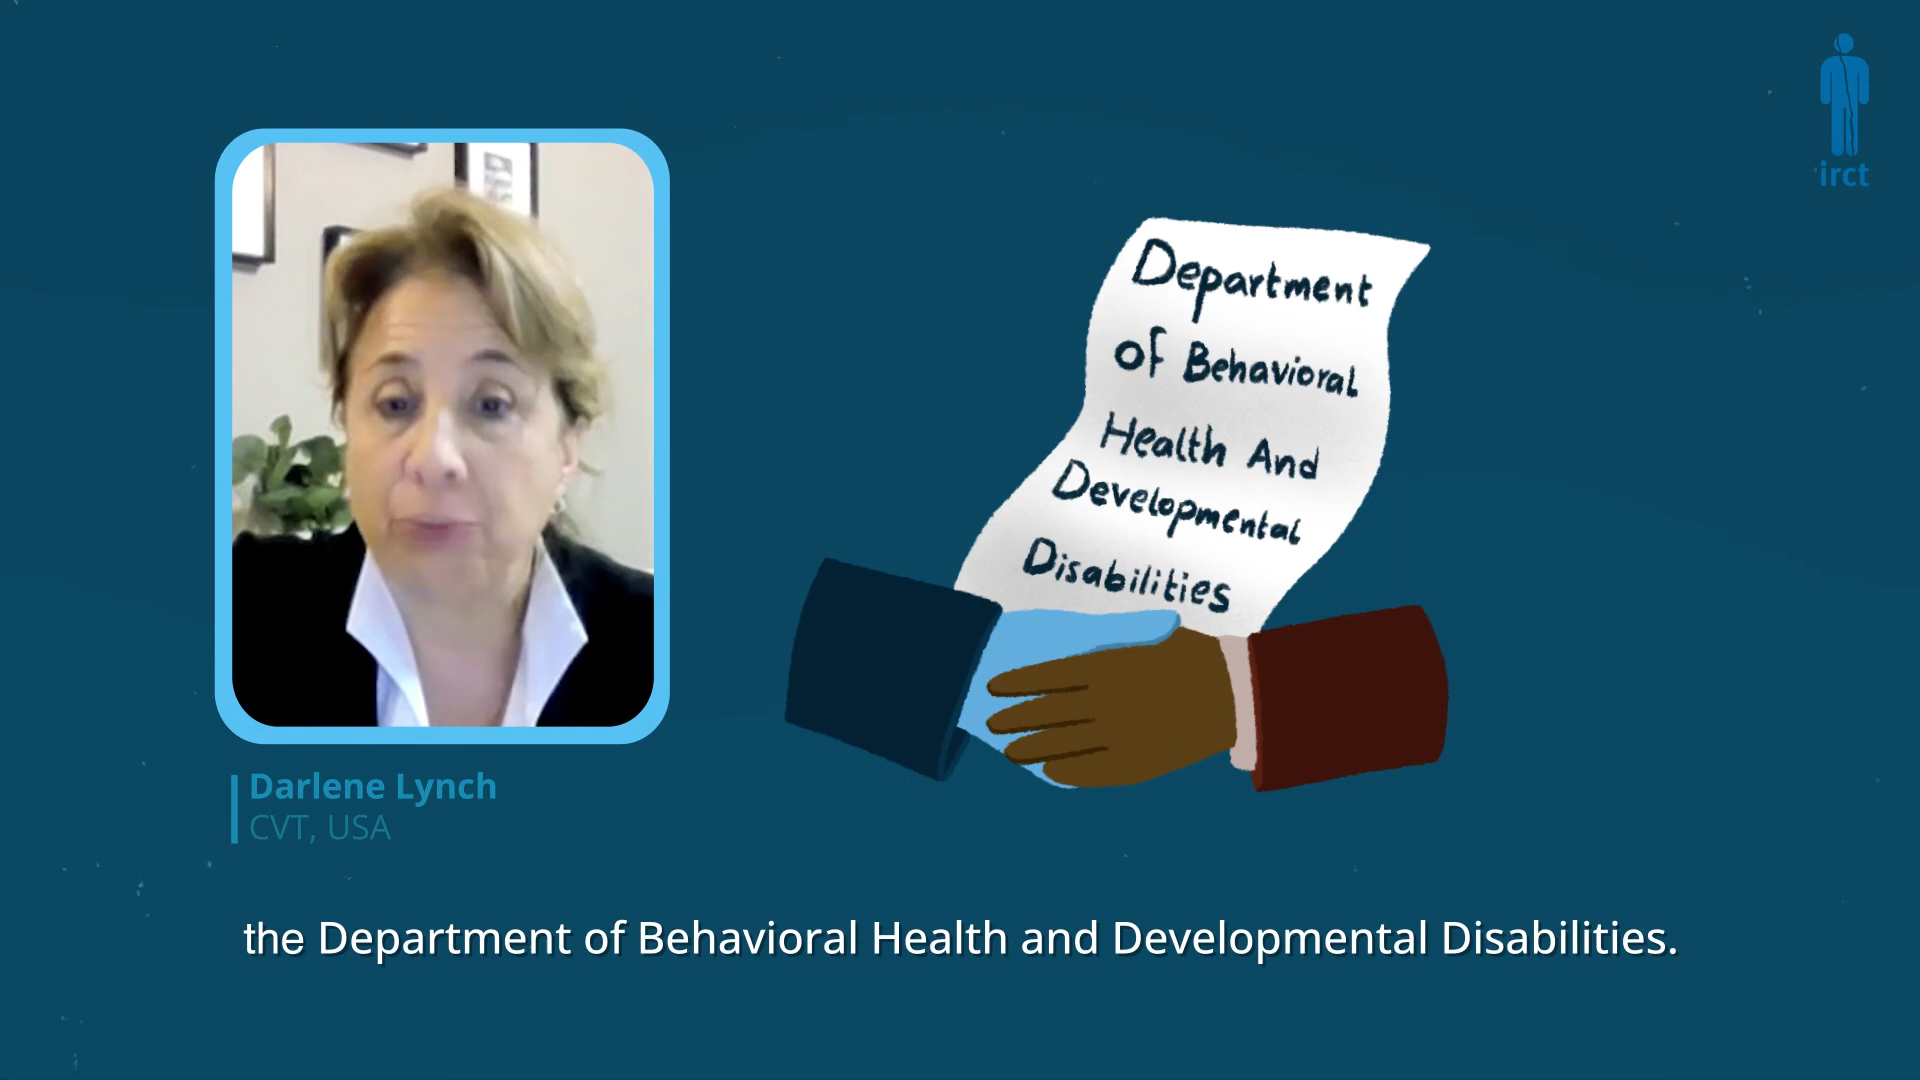 irct
Department
of Behavioral
Health And
Developmental
Disabilities
Darlene Lynch
CVT, USA
the Department of Behavioral Health and Developmental Disabilities.